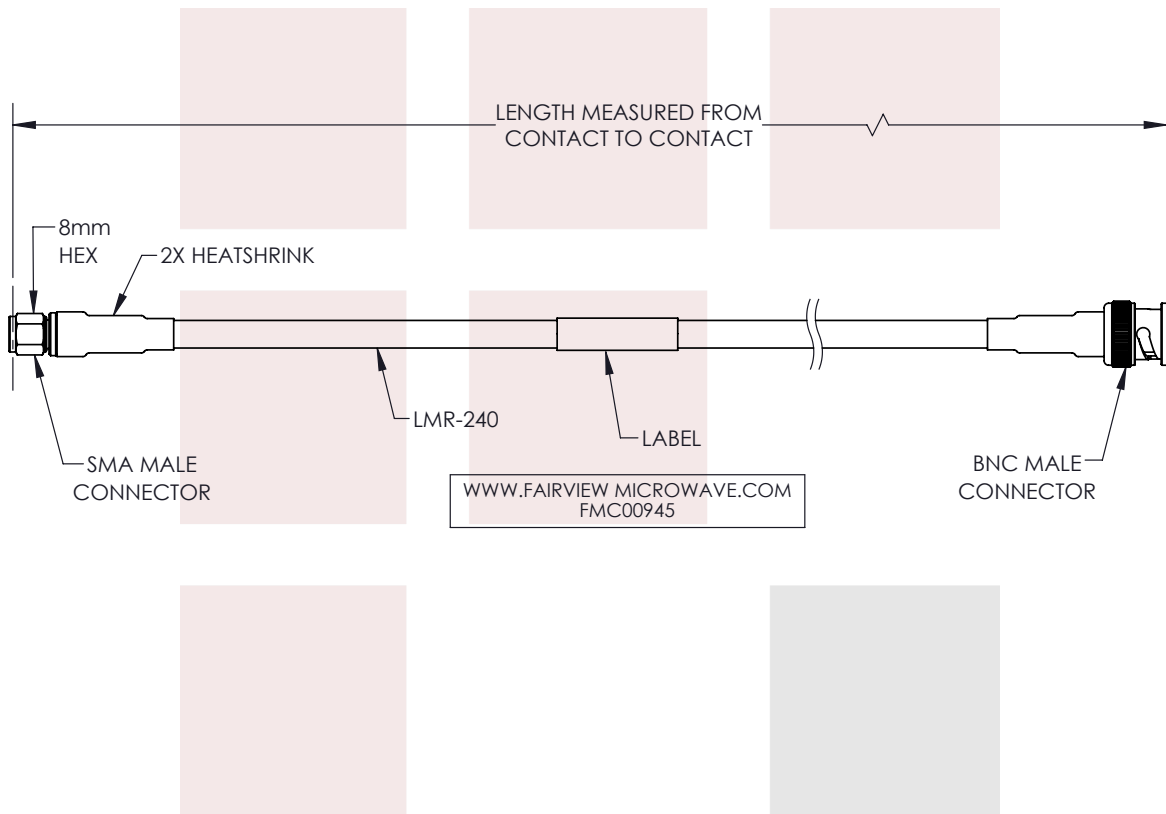 LENGTH MEASURED FROM
CONTACT TO CONTACT
8mm
HEX
2X HEATSHRINK
LMR-240
LABEL
SMA MALE
CONNECTOR
BNC MALE
CONNECTOR
WWW.FAIRVIEW MICROWAVE.COM
FMC00945